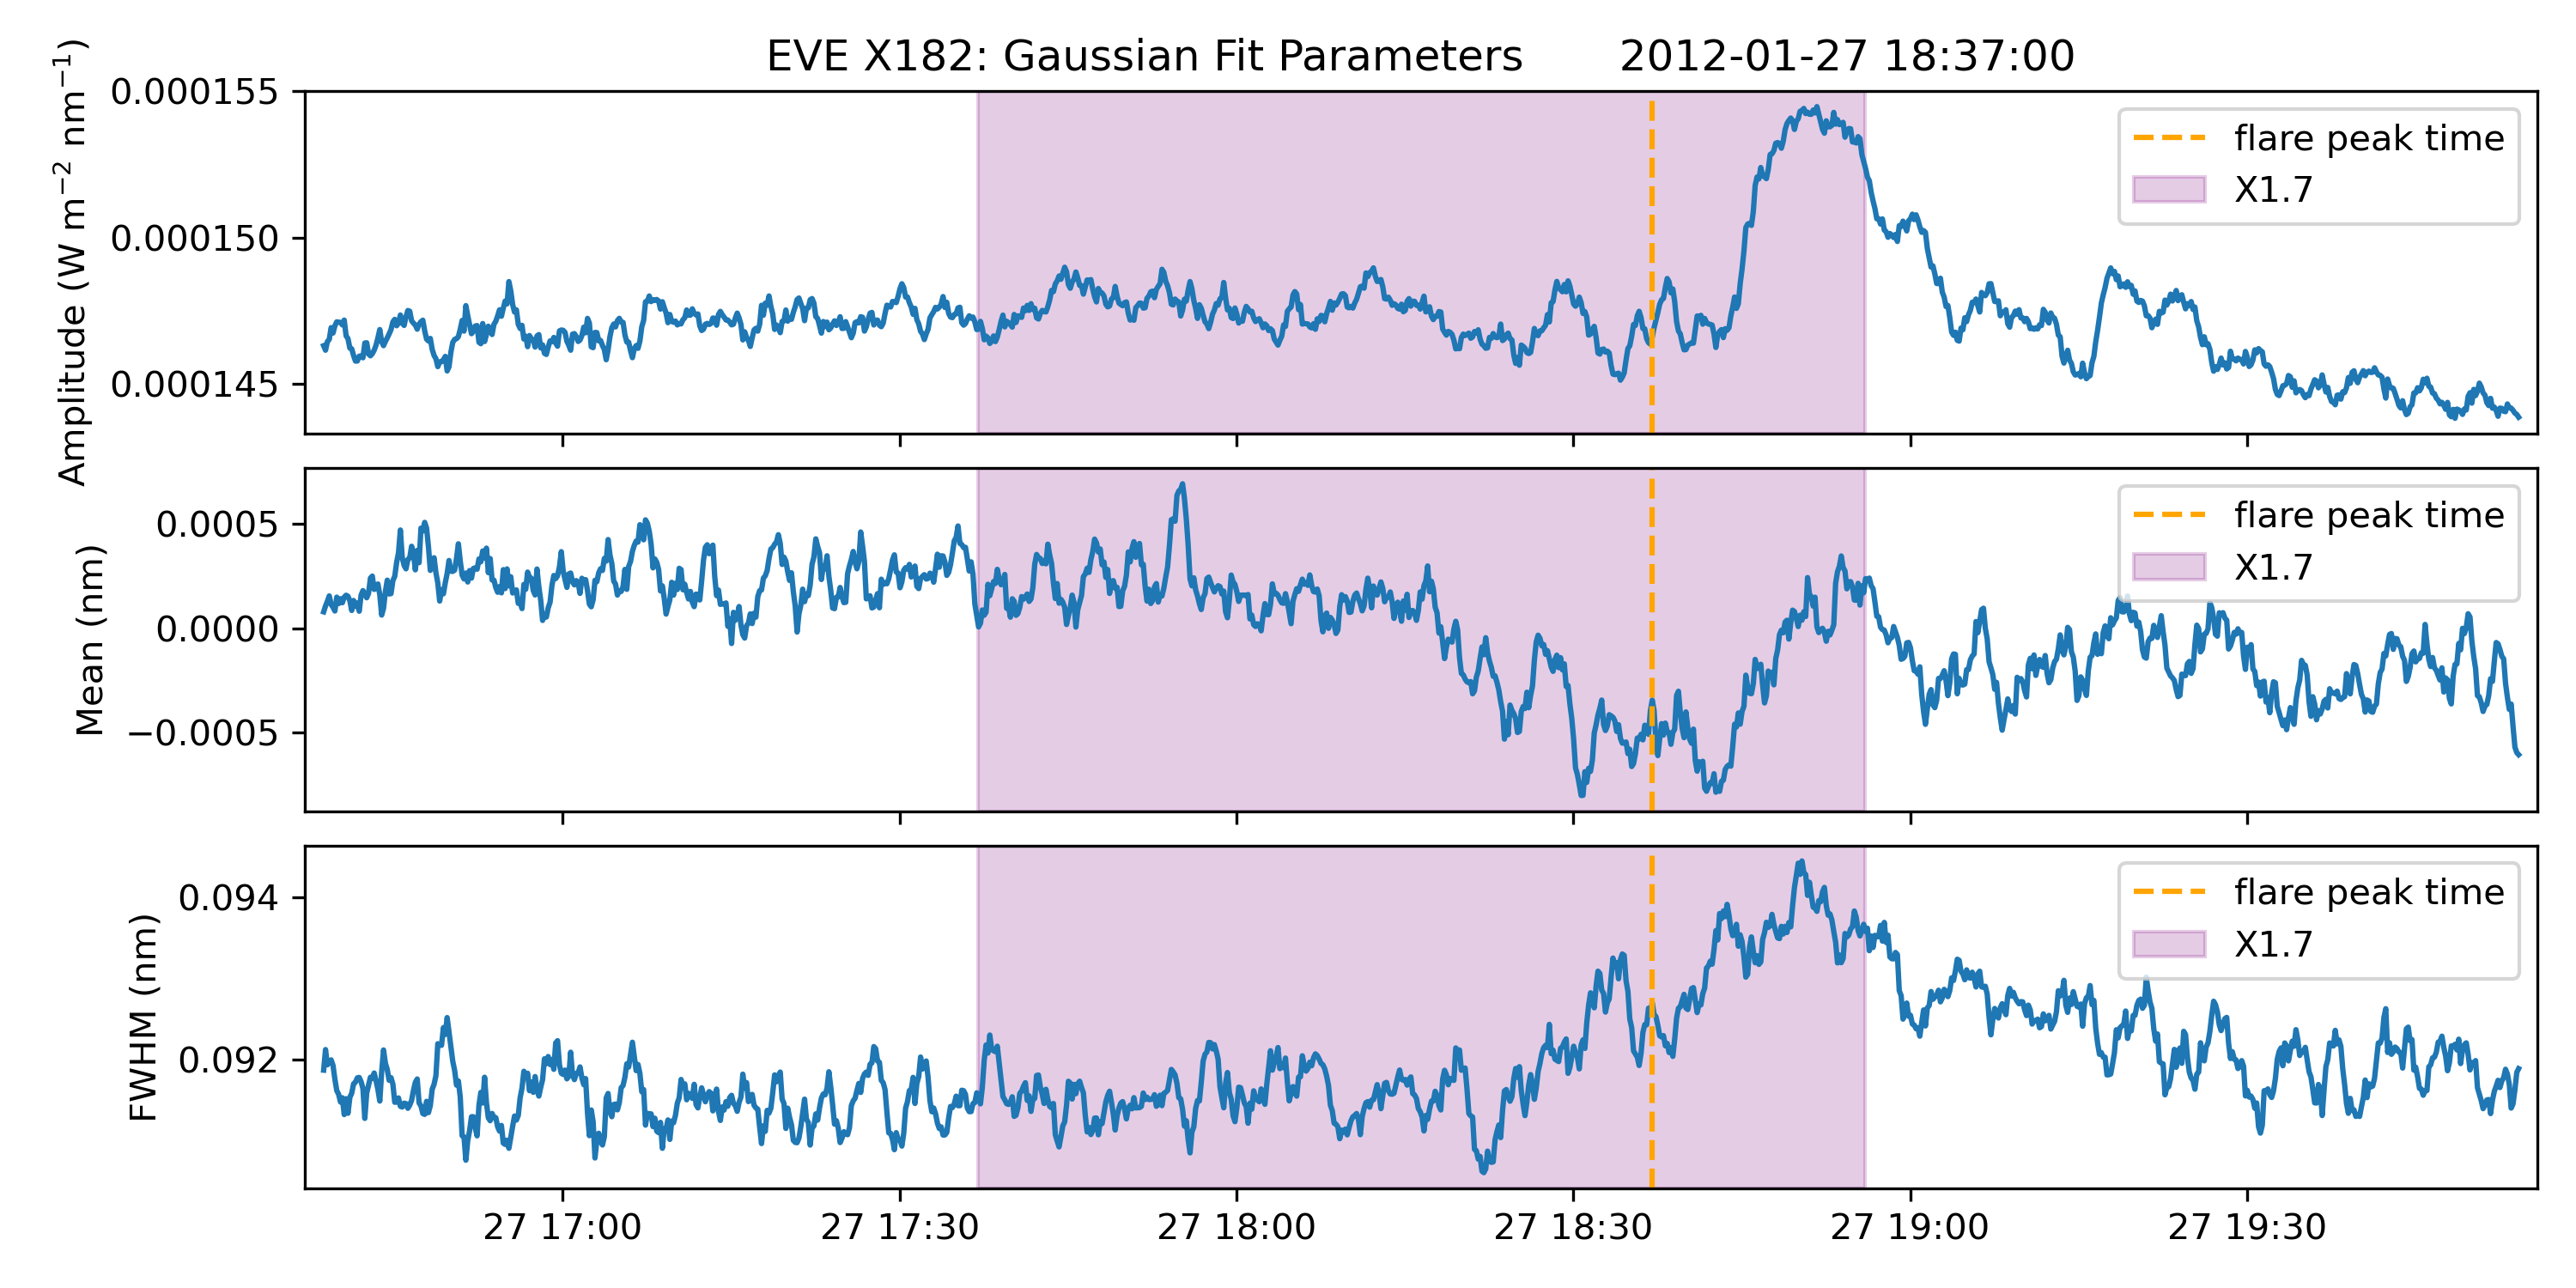 EVE X182: Gaussian Fit Parameters 2012-01-27 18:37:00
Amplitude (W m⁻² nm⁻¹)
0.000155
0.000150
0.000145
flare peak time
X1.7
Mean (nm)
0.0005
0.0000
−0.0005
flare peak time
X1.7
FWHM (nm)
0.094
0.092
flare peak time
X1.7
27 17:00 27 17:30 27 18:00 27 18:30 27 19:00 27 19:30